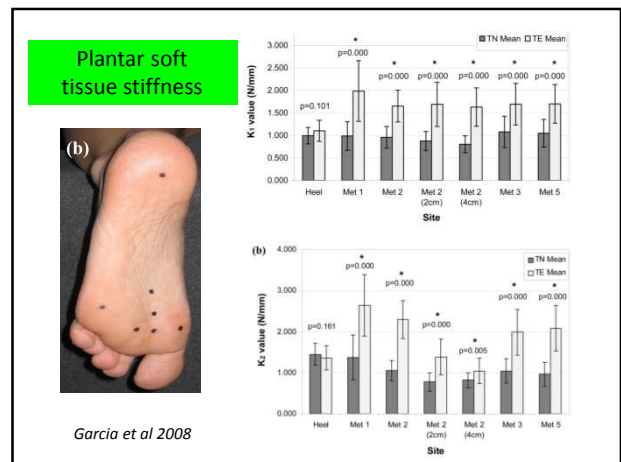 Plantar soft
tissue stiffness
(b)
Garcia et al 2008
K₁ value (N/mm)
3.000
2.500
2.000
1.500
1.000
0.500
0.000
TN Mean
TE Mean
p=0.101
*
p=0.000
*
p=0.000
*
p=0.000
*
p=0.000
*
p=0.000
*
p=0.000
Heel
Met 1
Met 2
Met 2
(2cm)
Met 2
(4cm)
Met 3
Met 5
Site
(b)
K₂ value (N/mm)
4.000
3.000
2.000
1.000
0.000
TN Mean
TE Mean
p=0.161
*
p=0.000
*
p=0.000
*
p=0.000
*
p=0.005
*
p=0.000
*
p=0.000
Heel
Met 1
Met 2
Met 2
(2cm)
Met 2
(4cm)
Met 3
Met 5
Site